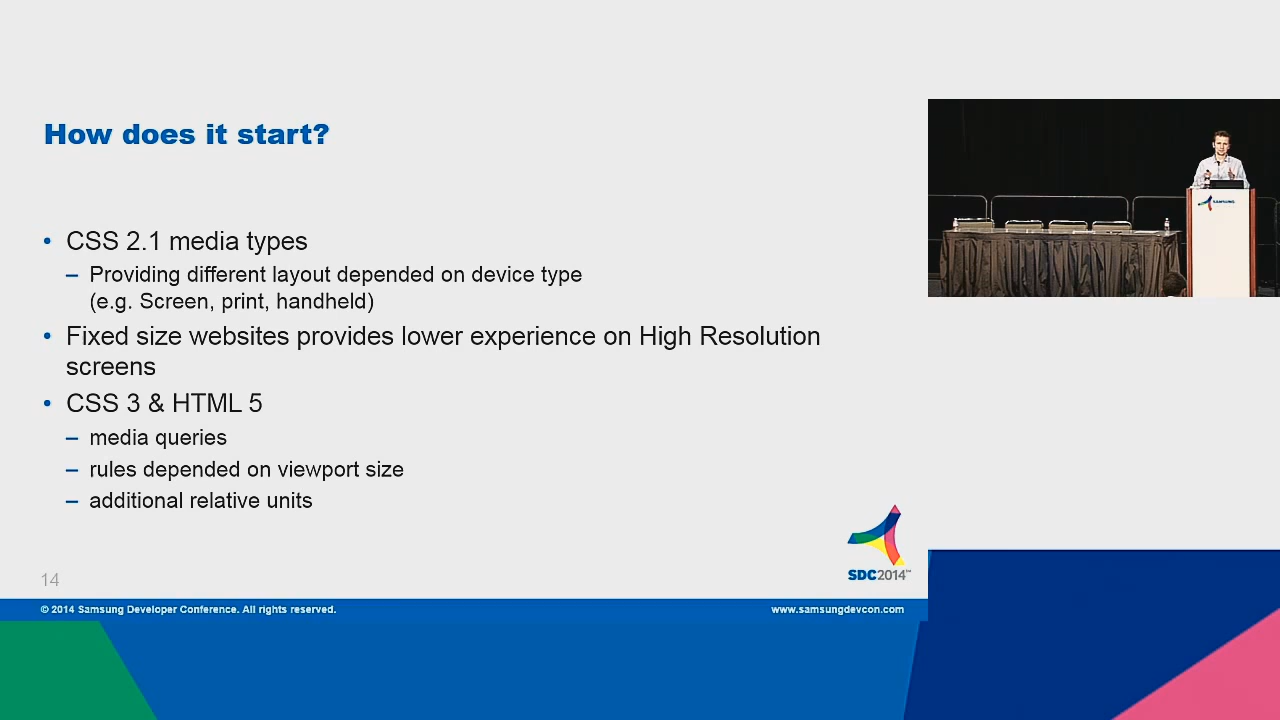 How does it start?
• CSS 2.1 media types
– Providing different layout depended on device type
(e.g. Screen, print, handheld)
• Fixed size websites provides lower experience on High Resolution
screens
• CSS 3 & HTML 5
– media queries
– rules depended on viewport size
– additional relative units
SDC2014™
14
© 2014 Samsung Developer Conference. All rights reserved.
www.samsungdevcon.com
SAMSUNG